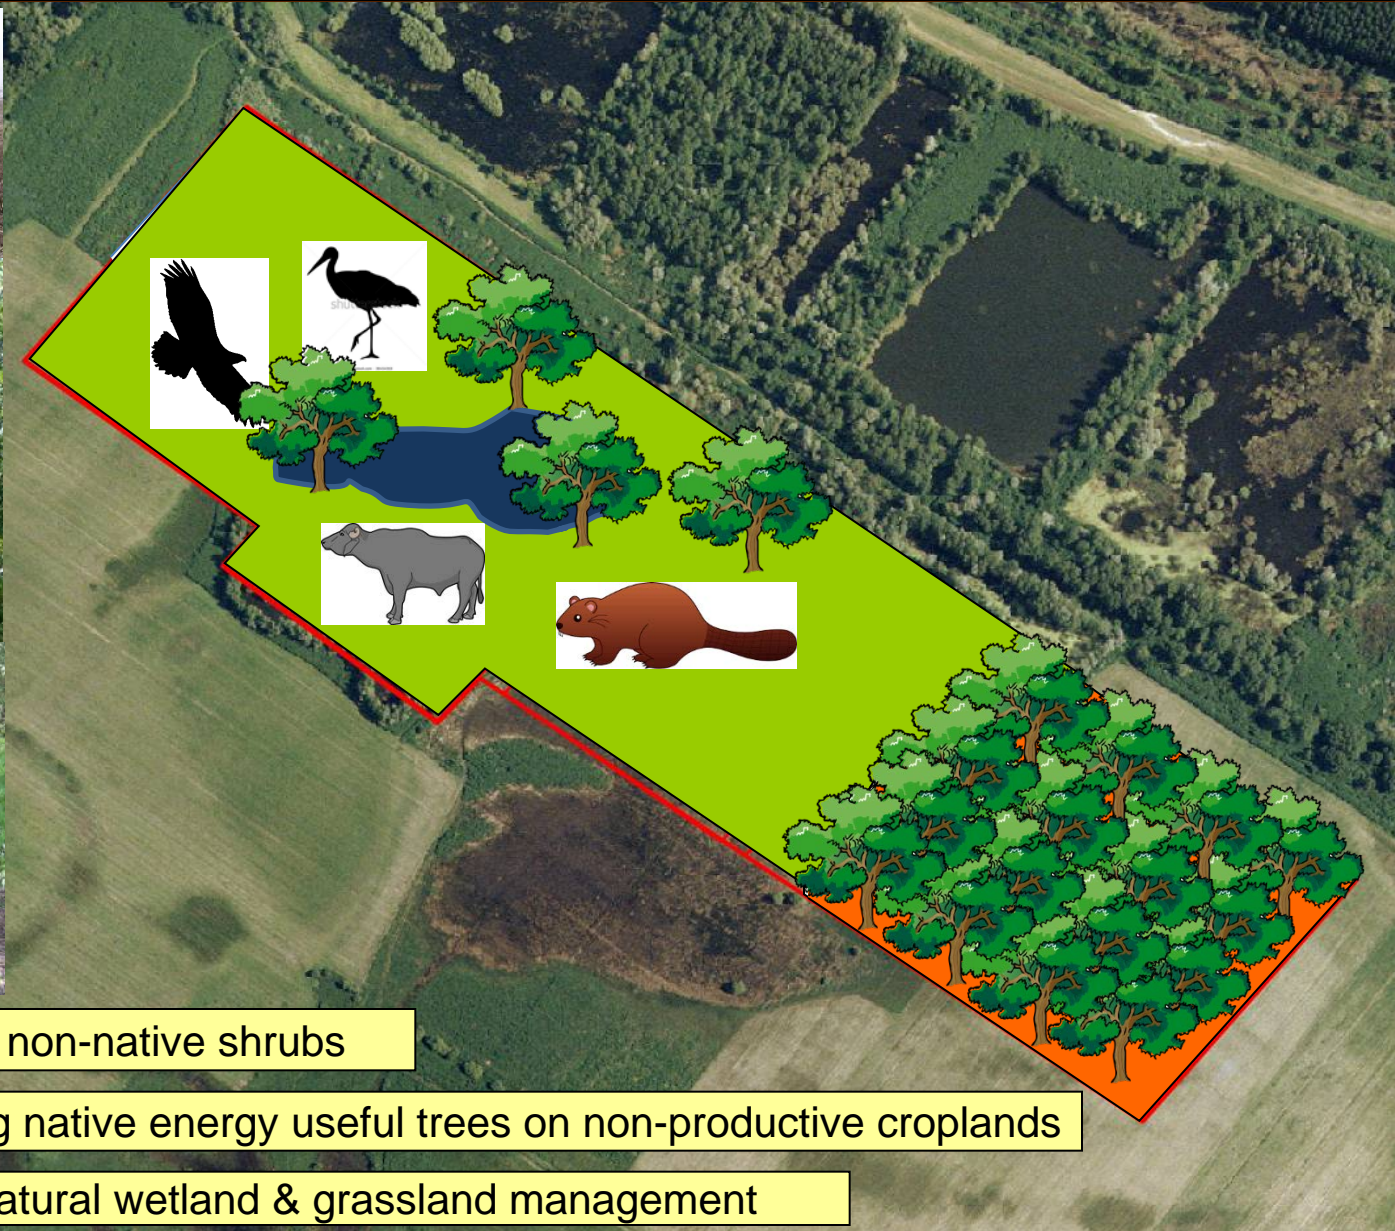 non-native shrubs
g native energy useful trees on non-productive croplands
atural wetland & grassland management